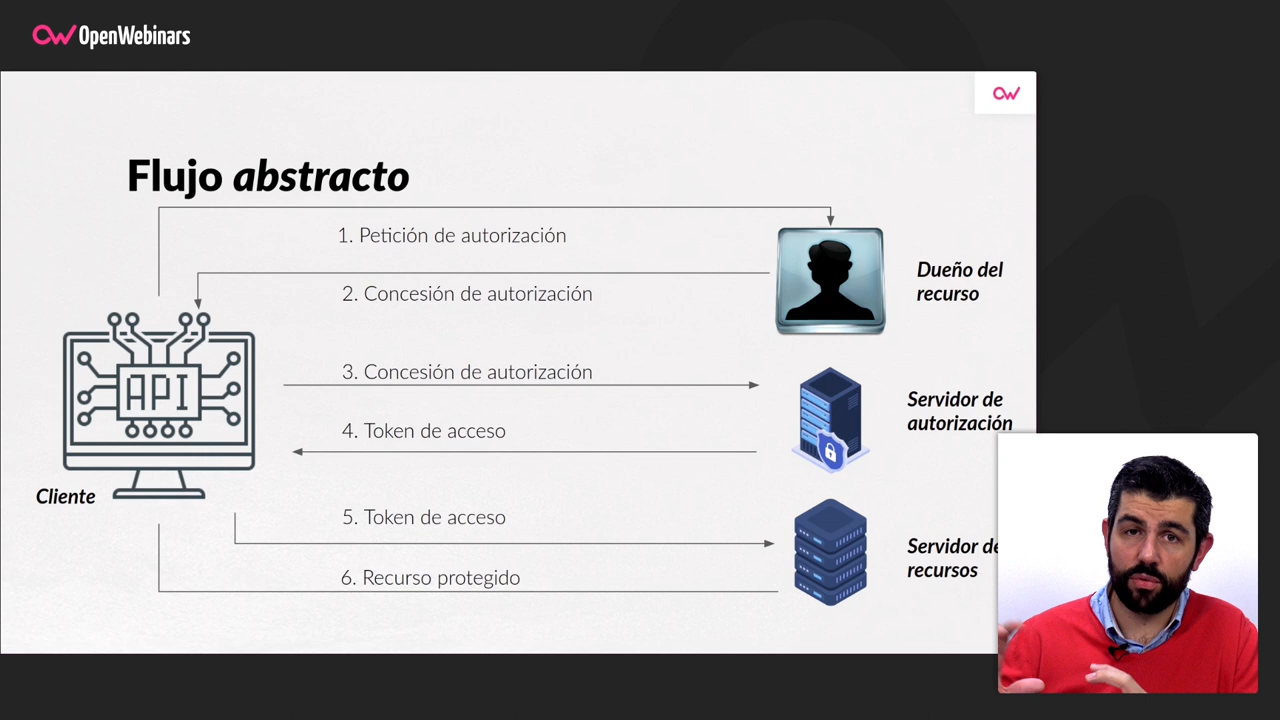 OpenWebinars
Flujo abstracto
1. Petición de autorización
2. Concesión de autorización
Dueño del
recurso
3. Concesión de autorización
Servidor de
autorización
4. Token de acceso
API
Cliente
5. Token de acceso
Servidor de
recursos
6. Recurso protegido